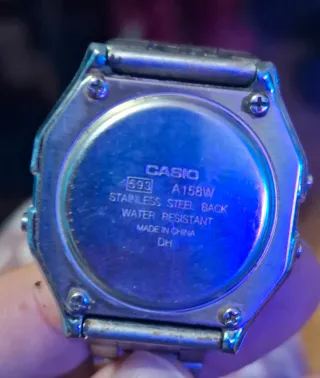 CASIO
593 A158W
STAINLESS STEEL BACK
WATER RESISTANT
MADE IN CHINA
DH